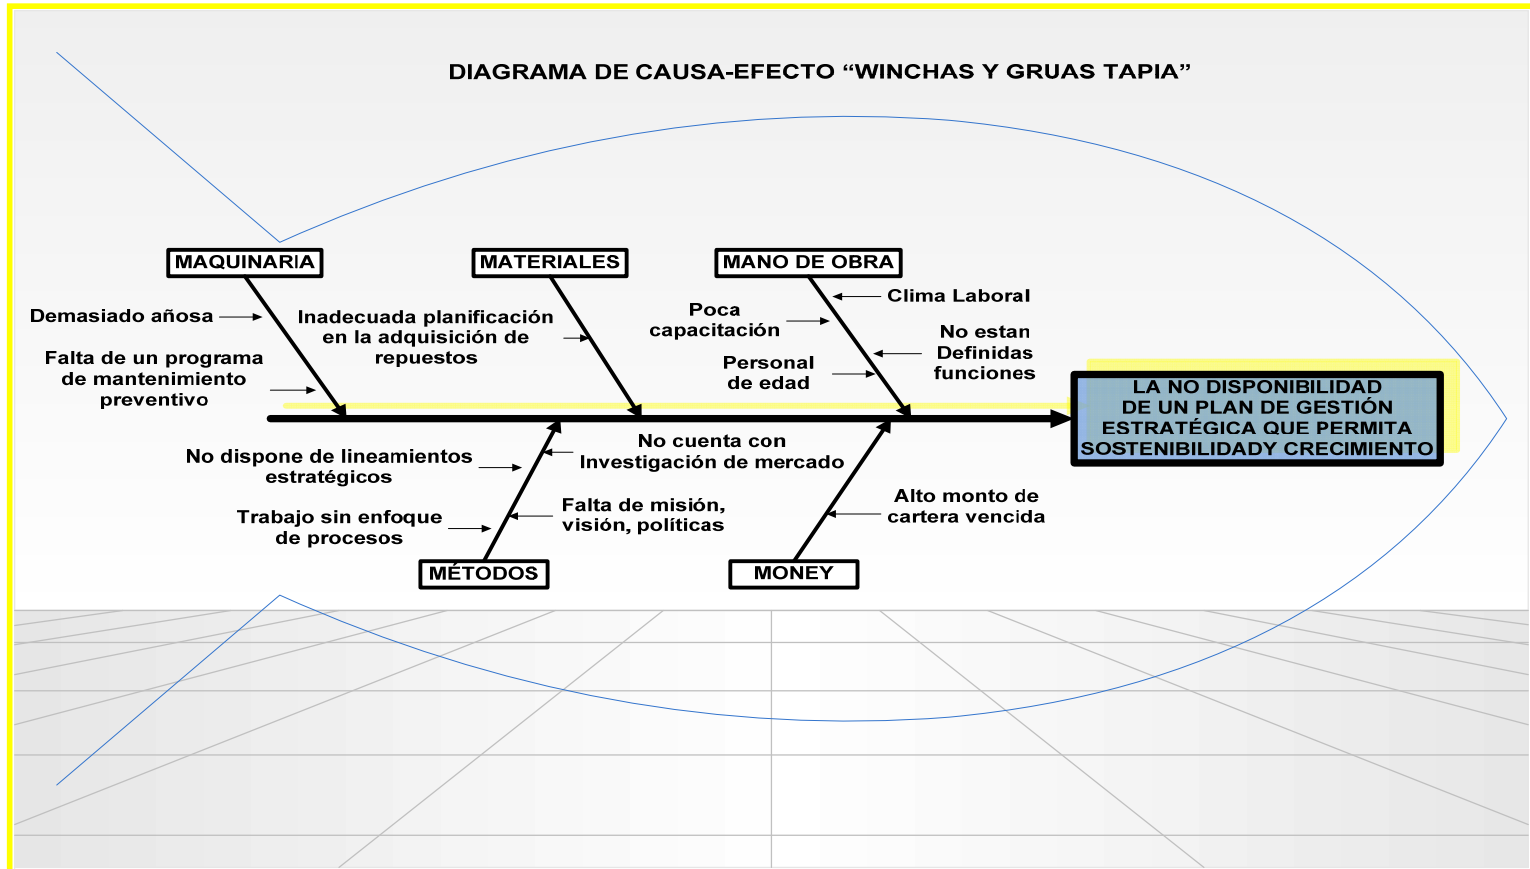 DIAGRAMA DE CAUSA-EFECTO “WINCHAS Y GRUAS TAPIA”
MAQUINARIA
MATERIALES
MANO DE OBRA
Demasiado añosa
Falta de un programa
de mantenimiento
preventivo
Inadecuada planificación
en la adquisición de
repuestos
Clima Laboral
Poca
capacitación
No estan
Definidas
funciones
Personal
de edad
LA NO DISPONIBILIDAD
DE UN PLAN DE GESTIÓN
ESTRATÉGICA QUE PERMITA
SOSTENIBILIDADY CRECIMIENTO
No dispone de lineamientos
estratégicos
No cuenta con
Investigación de mercado
Trabajo sin enfoque
de procesos
Falta de misión,
visión, políticas
Alto monto de
cartera vencida
MÉTODOS
MONEY